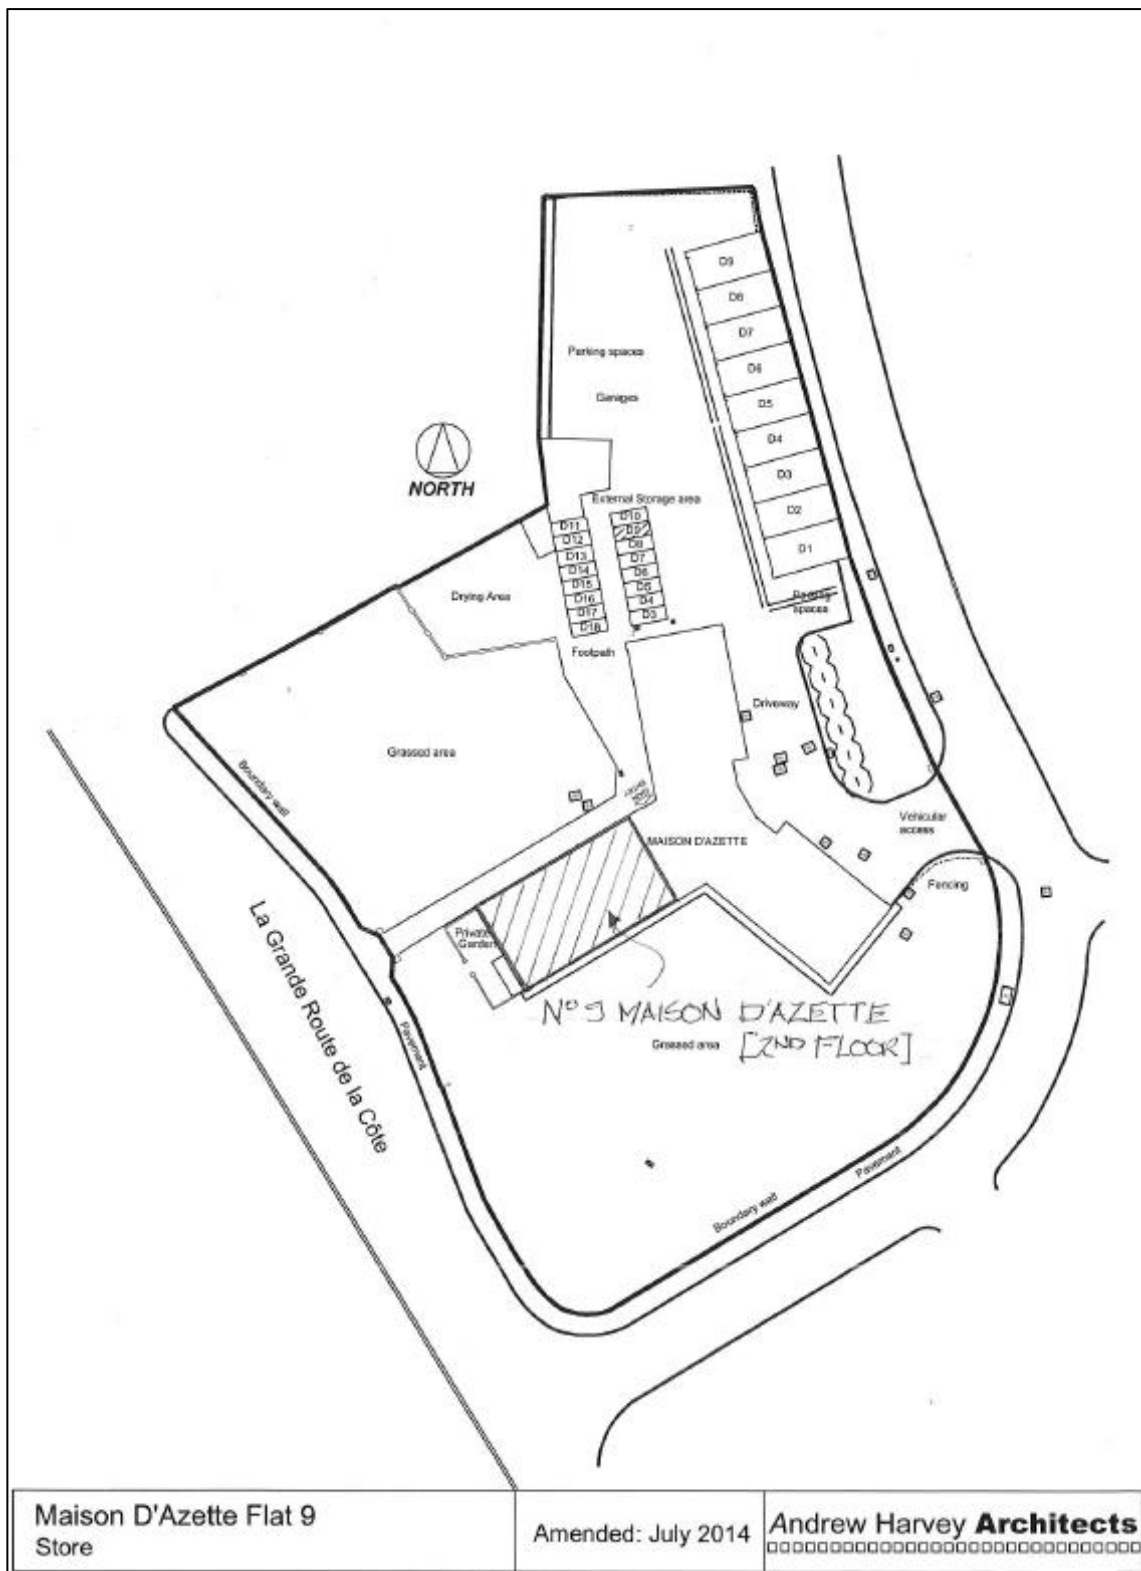 D9
D8
D7
D6
D5
D4
D3
D2
D1
Parking spaces
Garages
NORTH
External Storage area
D10
D9
D8
D7
D6
D5
D4
D3
D11
D12
D13
D14
D15
D16
D17
D18
Parking
spaces
Drying Area
Footpath
Driveway
Grassed area
Boundary wall
Vehicular
access
MAISON D'AZETTE
Fencing
Private
Garden
La Grande Route de la Côte
Pavement
Nº 9 MAISON D'AZETTE
[2ND FLOOR]
Grassed area
Pavement
Boundary wall
Maison D'Azette Flat 9
Store
Amended: July 2014
Andrew Harvey Architects